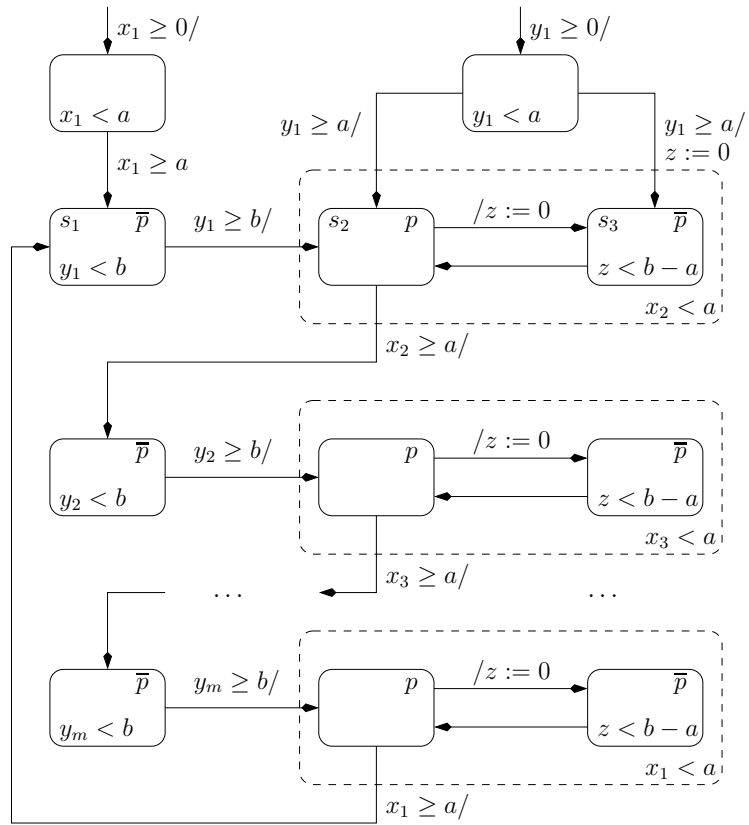 x₁ ≥ 0/
y₁ ≥ 0/
x₁ < a
y₁ < a
x₁ ≥ a
y₁ ≥ a/
y₁ ≥ a/
z := 0
s₁ p̅
y₁ < b
y₁ ≥ b/
s₂ p
/z := 0
s₃ p̅
z < b − a
x₂ < a
x₂ ≥ a/
p̅
y₂ < b
y₂ ≥ b/
p
/z := 0
p̅
z < b − a
x₃ < a
x₃ ≥ a/
. . .
. . .
p̅
yₘ < b
yₘ ≥ b/
p
/z := 0
p̅
z < b − a
x₁ < a
x₁ ≥ a/